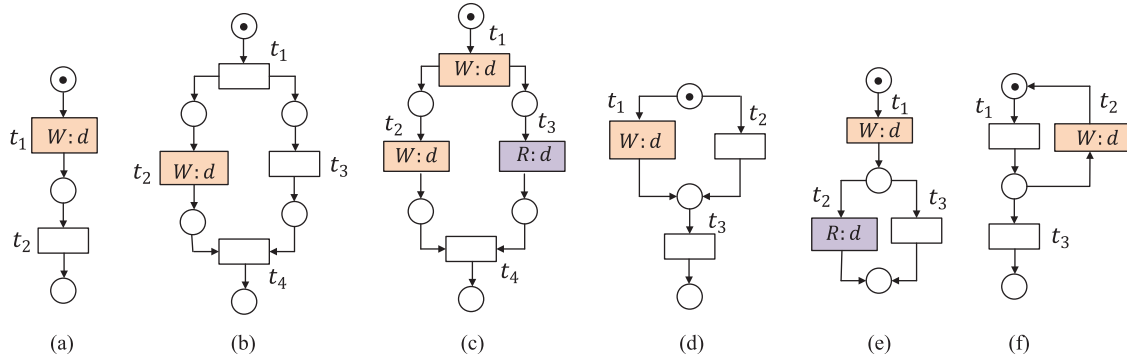 t₁
W: d
t₂
(a)
t₁
t₂
W: d
t₃
t₄
(b)
t₁
W: d
t₂
t₃
W: d
R: d
t₄
(c)
t₁
t₂
W: d
t₃
(d)
t₁
W: d
t₂
t₃
R: d
(e)
t₁
t₂
W: d
t₃
(f)